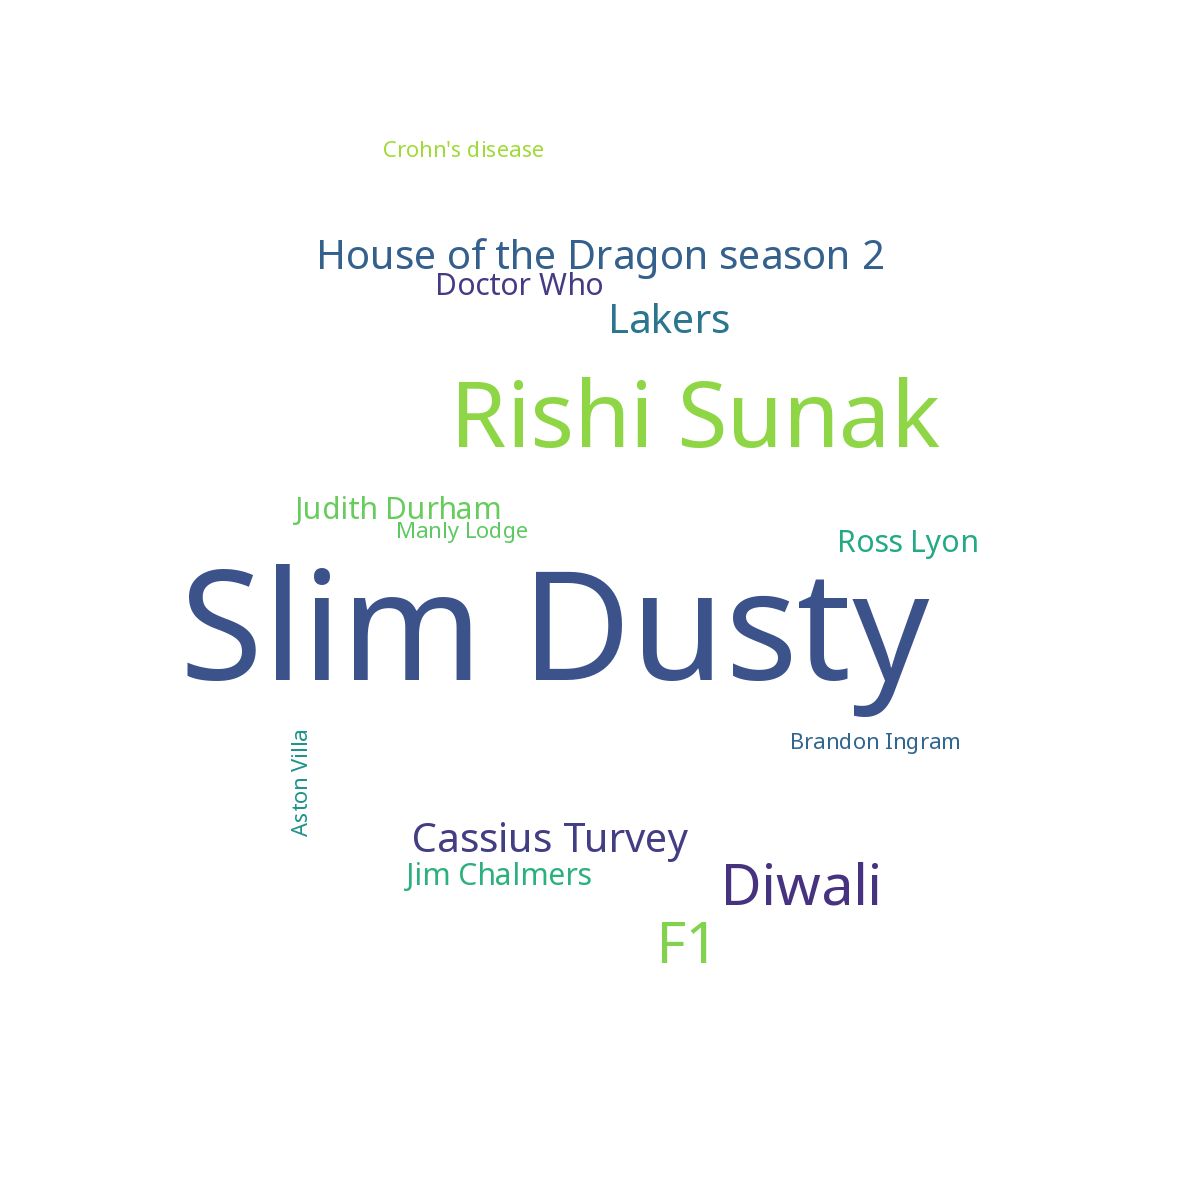 Crohn's disease
House of the Dragon season 2
Doctor Who
Lakers
Rishi Sunak
Judith Durham
Manly Lodge
Ross Lyon
Slim Dusty
Aston Villa
Brandon Ingram
Cassius Turvey
Jim Chalmers
Diwali
F1